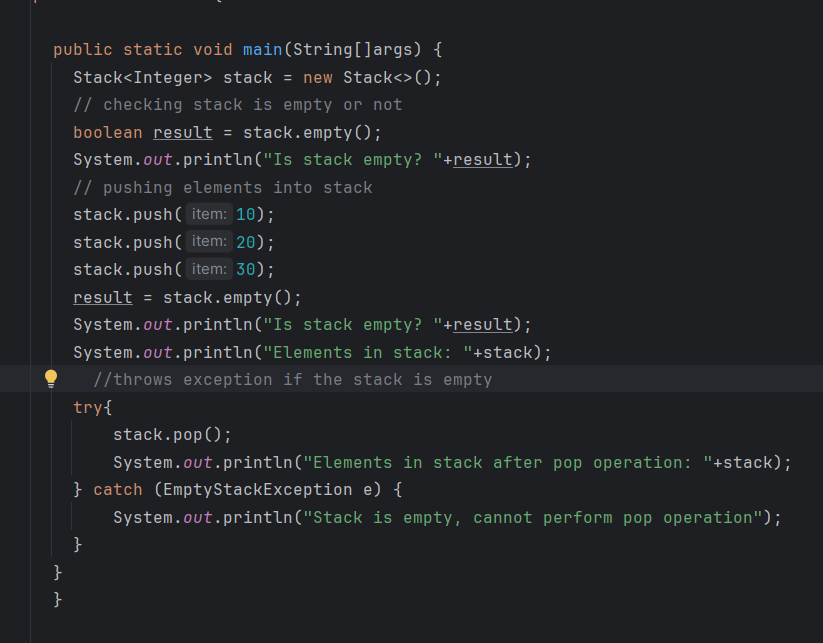 public static void main(String[]args) {
Stack<Integer> stack = new Stack<>();
// checking stack is empty or not
boolean result = stack.empty();
System.out.println("Is stack empty? "+result);
// pushing elements into stack
stack.push( item: 10);
stack.push( item: 20);
stack.push( item: 30);
result = stack.empty();
System.out.println("Is stack empty? "+result);
System.out.println("Elements in stack: "+stack);
//throws exception if the stack is empty
try{
stack.pop();
System.out.println("Elements in stack after pop operation: "+stack);
} catch (EmptyStackException e) {
System.out.println("Stack is empty, cannot perform pop operation");
}
}
}